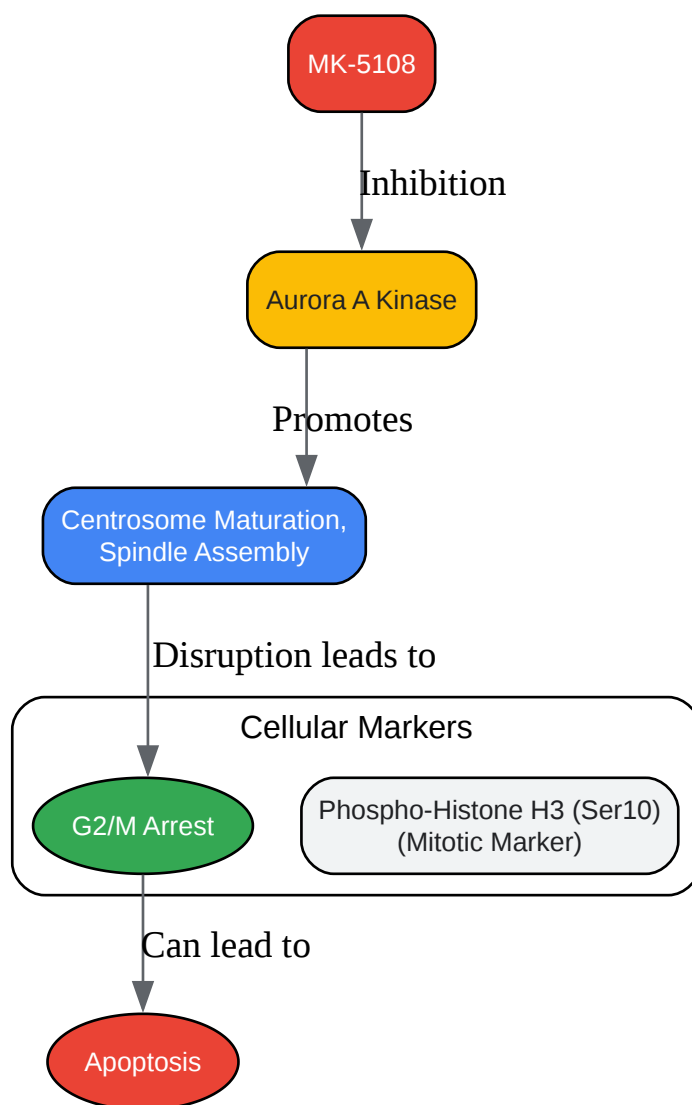 MK-5108
Inhibition
Aurora A Kinase
Promotes
Centrosome Maturation,
Spindle Assembly
Disruption leads to
Cellular Markers
G2/M Arrest
Phospho-Histone H3 (Ser10)
(Mitotic Marker)
Can lead to
Apoptosis